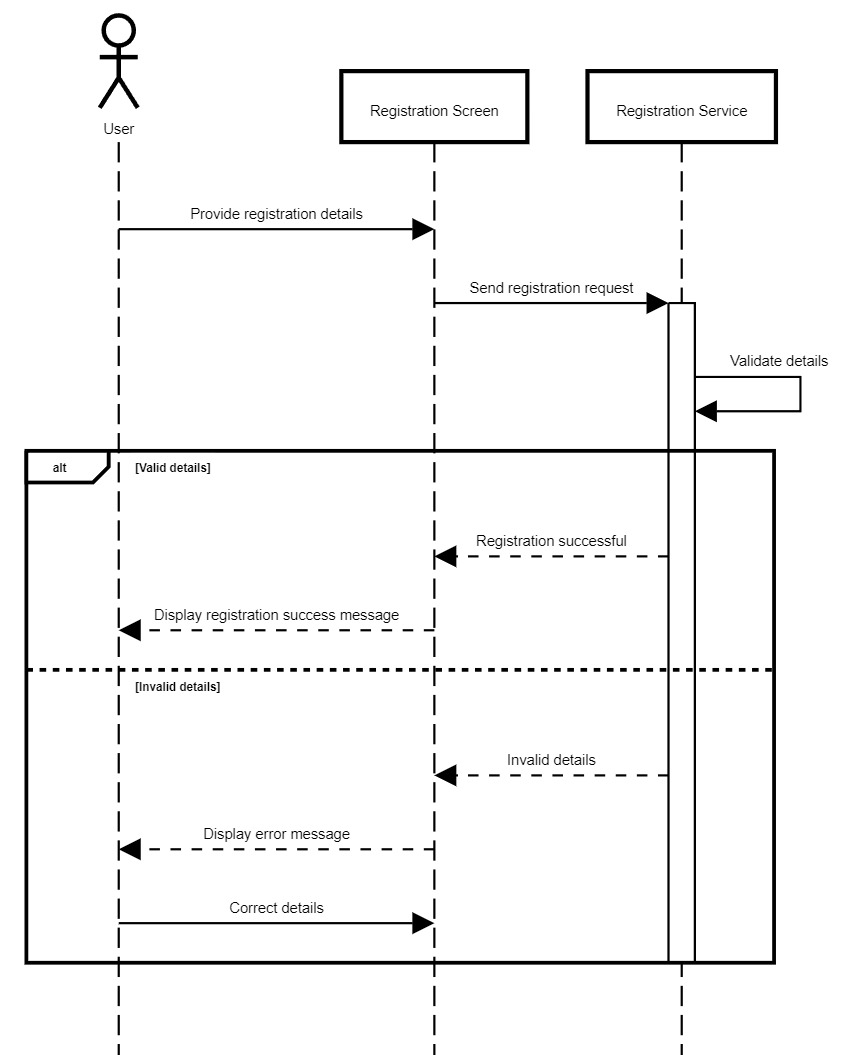 User
Registration Screen
Registration Service
Provide registration details
Send registration request
Validate details
alt
[Valid details]
Registration successful
Display registration success message
[Invalid details]
Invalid details
Display error message
Correct details